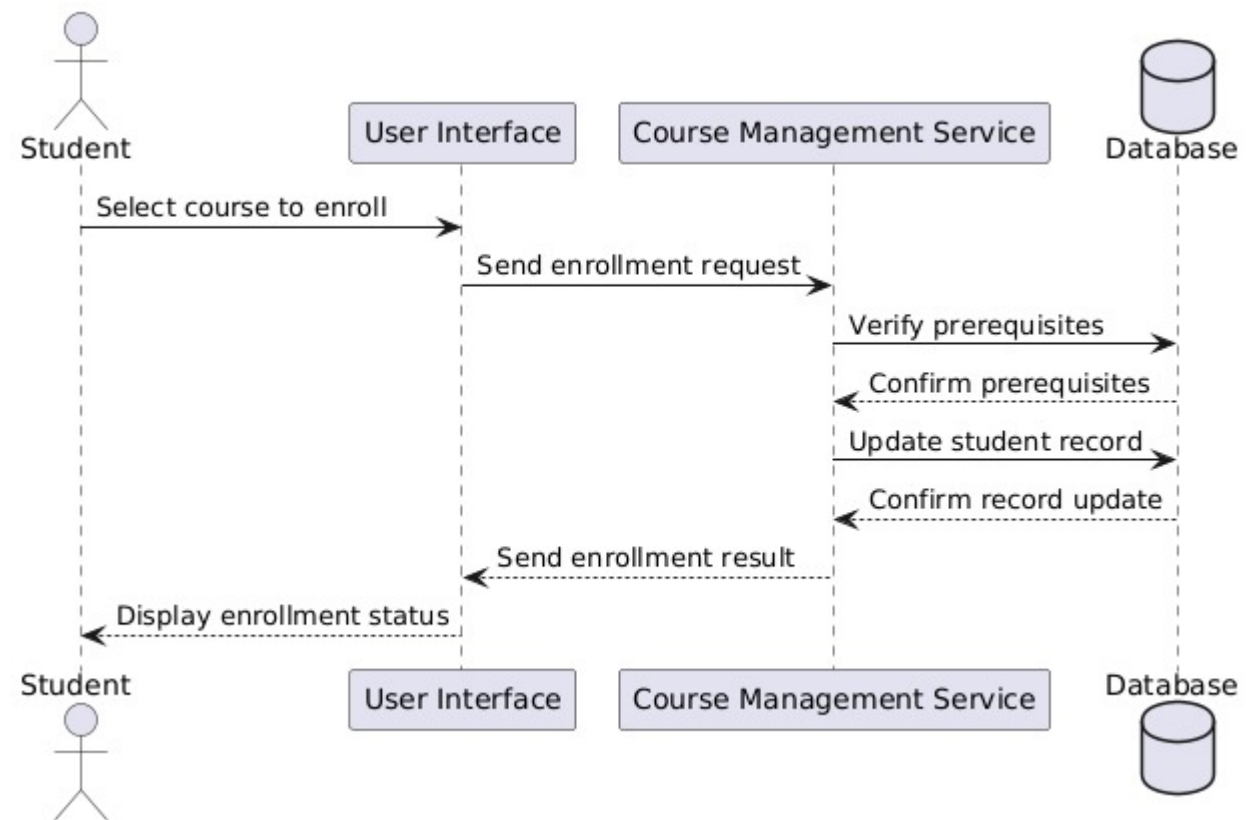 Student
User Interface
Course Management Service
Database
Select course to enroll
Send enrollment request
Verify prerequisites
Confirm prerequisites
Update student record
Confirm record update
Send enrollment result
Display enrollment status
Student
User Interface
Course Management Service
Database